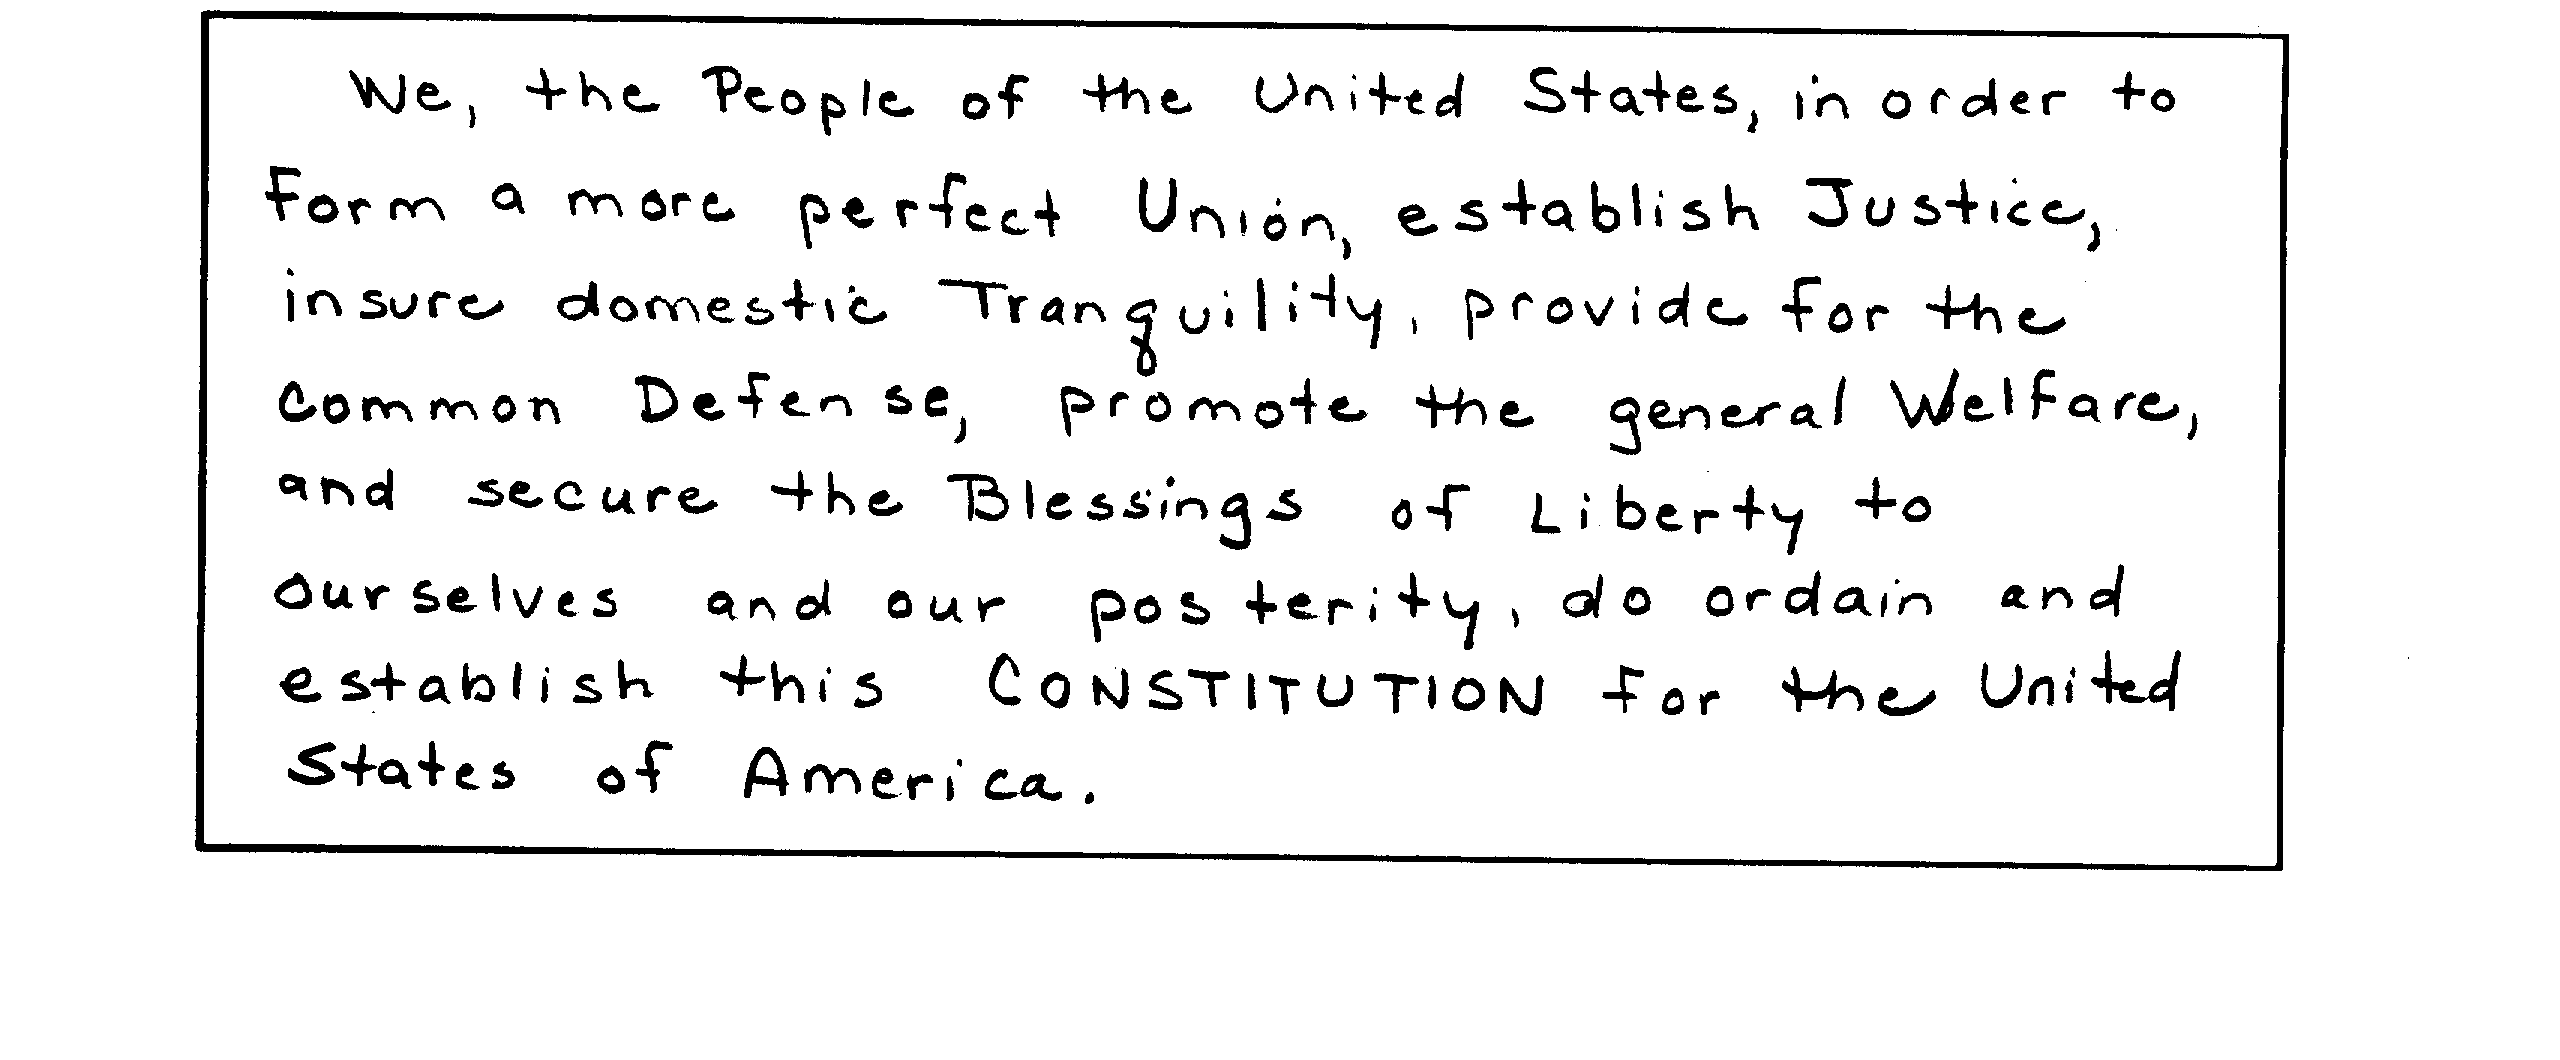 We, the People of the United States, in order to
form a more perfect Union, establish Justice,
insure domestic Tranquility, provide for the
common Defense, promote the general Welfare,
and secure the Blessings of Liberty to
ourselves and our posterity, do ordain and
establish this CONSTITUTION for the United
States of America.